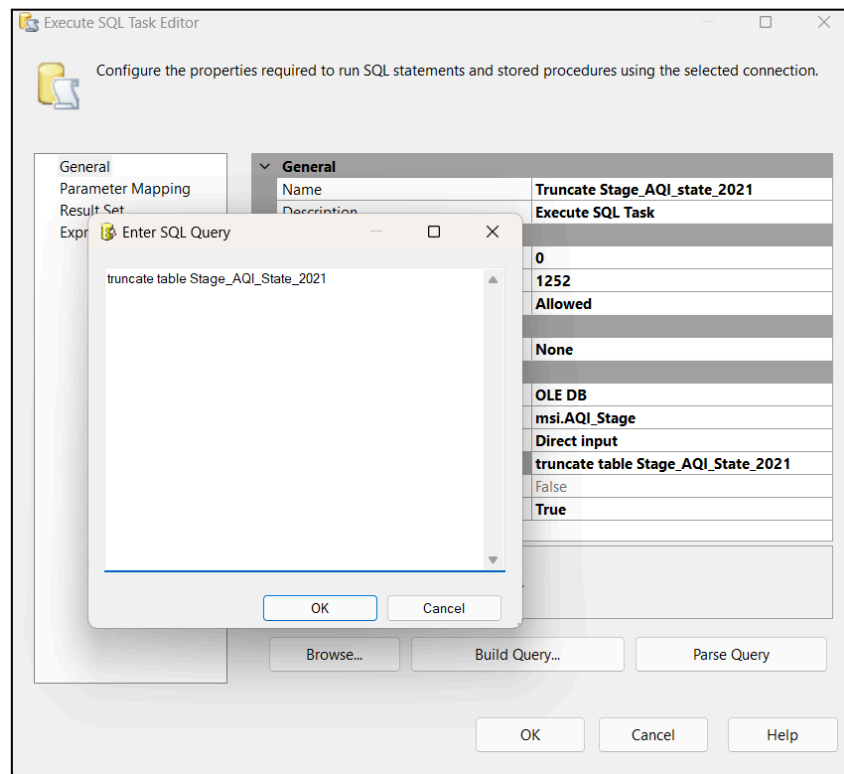 Execute SQL Task Editor
Configure the properties required to run SQL statements and stored procedures using the selected connection.
General
Parameter Mapping
Result Set
Expr
General
Name Truncate Stage_AQI_state_2021
Description Execute SQL Task
0
1252
Allowed
None
OLE DB
msi.AQI_Stage
Direct input
truncate table Stage_AQI_State_2021
False
True
Enter SQL Query
truncate table Stage_AQI_State_2021
OK Cancel
Browse... Build Query... Parse Query
OK Cancel Help